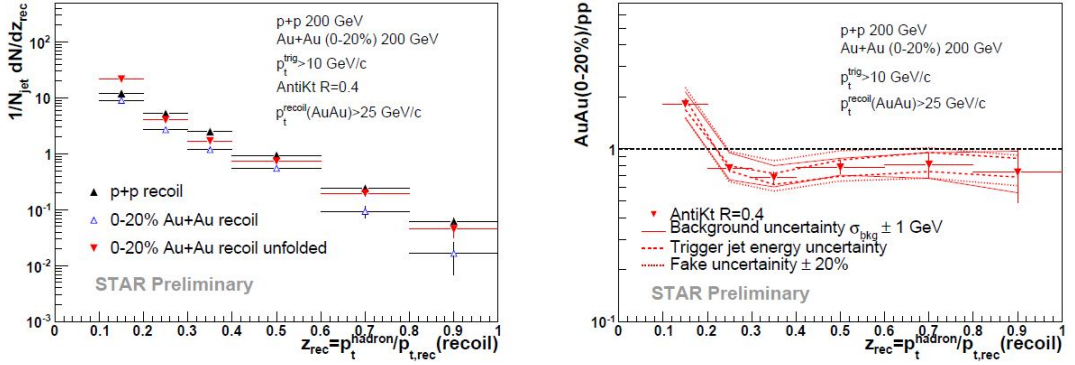 1/N_jet dN/dz_rec
p+p 200 GeV
Au+Au (0-20%) 200 GeV
p_t^trig>10 GeV/c
AntiKt R=0.4
p_t^recoil(AuAu)>25 GeV/c
10²
10
1
10⁻¹
10⁻²
10⁻³
p+p recoil
0-20% Au+Au recoil
0-20% Au+Au recoil unfolded
STAR Preliminary
0 0.1 0.2 0.3 0.4 0.5 0.6 0.7 0.8 0.9 1
z_rec=p_t^hadron/p_t,rec(recoil)
AuAu(0-20%)/pp
p+p 200 GeV
Au+Au (0-20%) 200 GeV
p_t^trig>10 GeV/c
AntiKt R=0.4
p_t^recoil(AuAu)>25 GeV/c
1
10⁻¹
AntiKt R=0.4
Background uncertainty σ_bkg ± 1 GeV
Trigger jet energy uncertainty
Fake uncertainity ± 20%
STAR Preliminary
0 0.1 0.2 0.3 0.4 0.5 0.6 0.7 0.8 0.9 1
z_rec=p_t^hadron/p_t,rec(recoil)